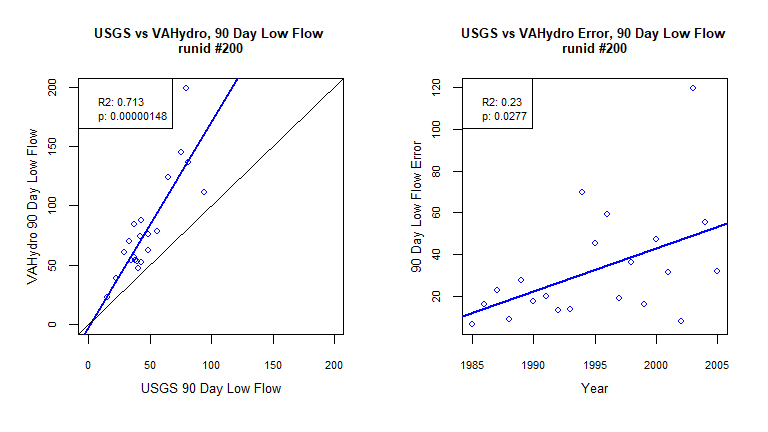 USGS vs VAHydro, 90 Day Low Flow
runid #200
R2: 0.713
p: 0.00000148
VAHydro 90 Day Low Flow
200
150
100
50
0
0 50 100 150 200
USGS 90 Day Low Flow
USGS vs VAHydro Error, 90 Day Low Flow
runid #200
R2: 0.23
p: 0.0277
90 Day Low Flow Error
120
100
80
60
40
20
1985 1990 1995 2000 2005
Year